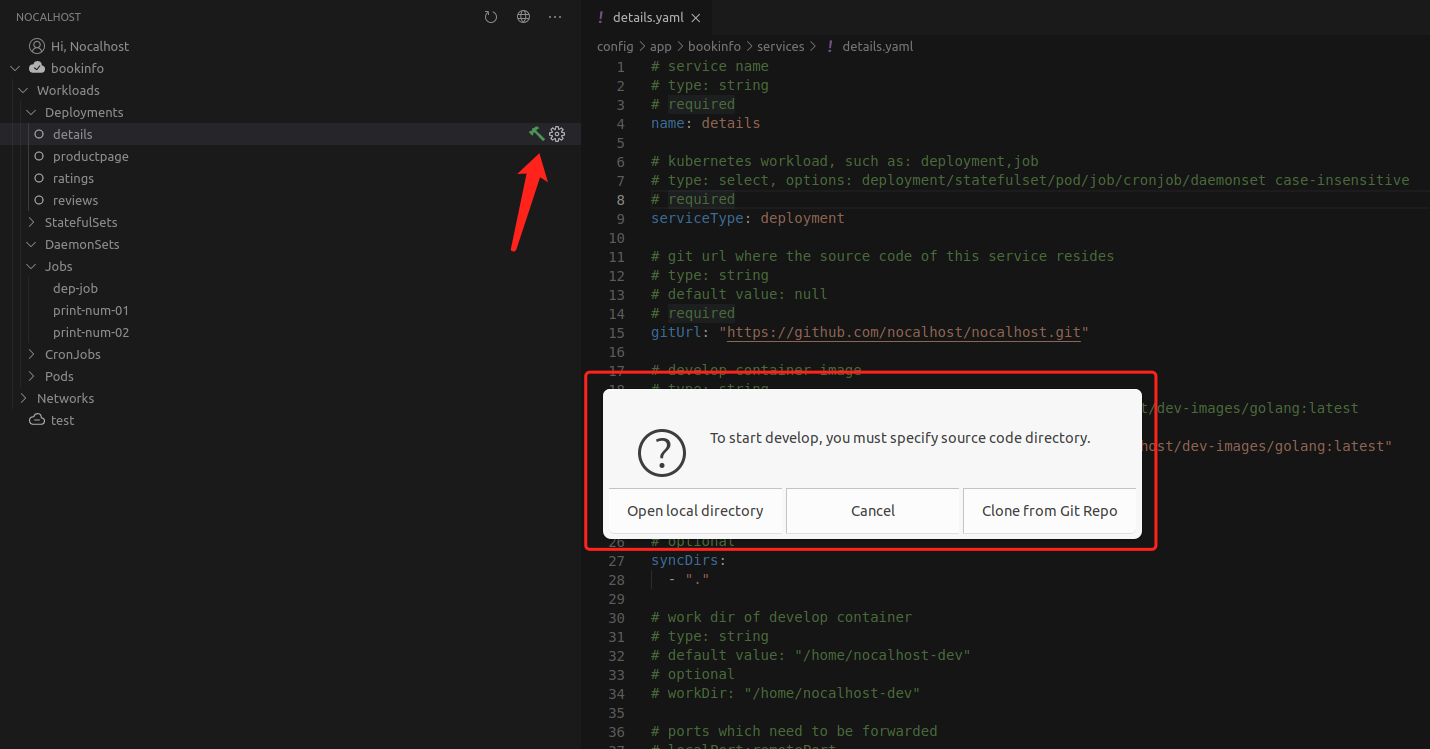 NOCALHOST
Hi, Nocalhost
bookinfo
Workloads
Deployments
details
productpage
ratings
reviews
StatefulSets
DaemonSets
Jobs
dep-job
print-num-01
print-num-02
CronJobs
Pods
Networks
test
! details.yaml
config > app > bookinfo > services > ! details.yaml
1 # service name
2 # type: string
3 # required
4 name: details
5
6 # kubernetes workload, such as: deployment,job
7 # type: select, options: deployment/statefulset/pod/job/cronjob/daemonset case-insensitive
8 # required
9 serviceType: deployment
10
11 # git url where the source code of this service resides
12 # type: string
13 # default value: null
14 # required
15 gitUrl: "https://github.com/nocalhost/nocalhost.git"
16
17 # develop container image
18 # type: string
t/dev-images/golang:latest
host/dev-images/golang:latest"
To start develop, you must specify source code directory.
Open local directory
Cancel
Clone from Git Repo
26 # optional
27 syncDirs:
28 - "."
29
30 # work dir of develop container
31 # type: string
32 # default value: "/home/nocalhost-dev"
33 # optional
34 # workDir: "/home/nocalhost-dev"
35
36 # ports which need to be forwarded
37 # localPort:remotePort